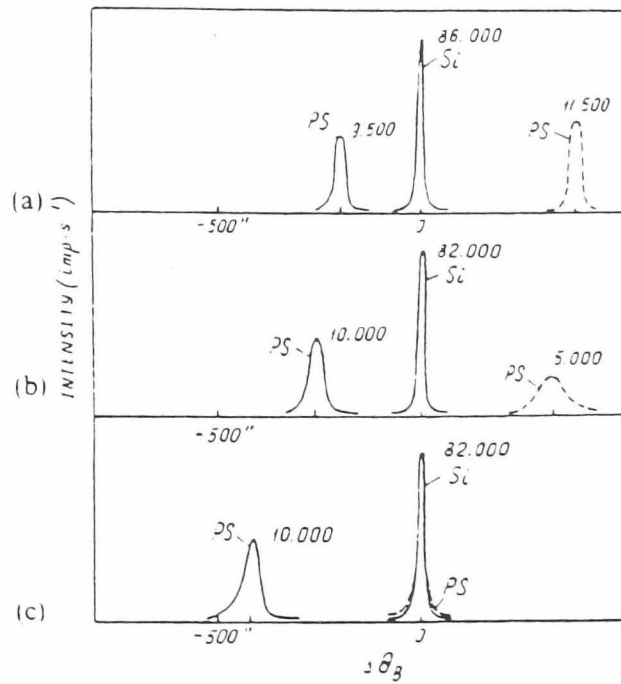 86.000
Si
PS 9.500
PS 11.500
(a)
-500" 0
82.000
Si
PS 10.000
PS 5.000
(b)
INTENSITY (imp·s⁻¹)
-500"
82.000
Si
PS 10.000
PS
(c)
-500" 0